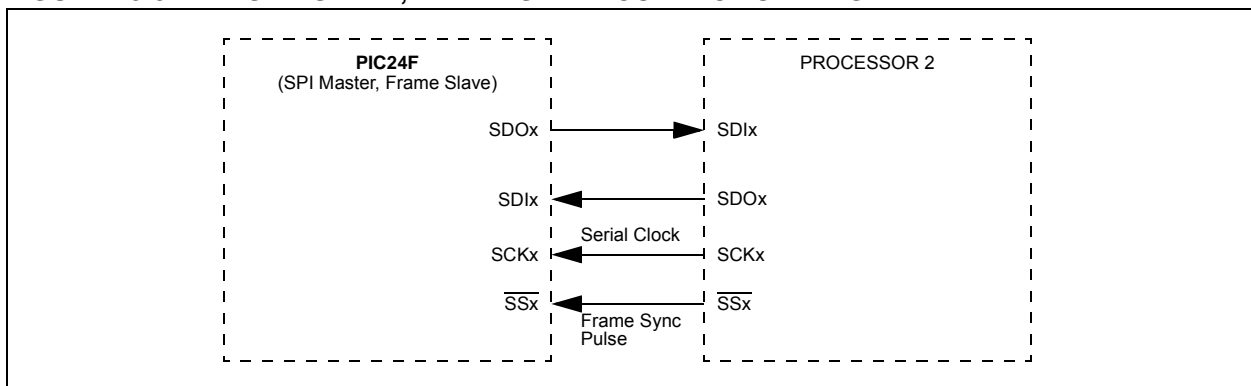 PIC24F
(SPI Master, Frame Slave)
PROCESSOR 2
SDOx
SDIx
SDIx
SDOx
Serial Clock
SCKx
SCKx
SSx
SSx
Frame Sync
Pulse